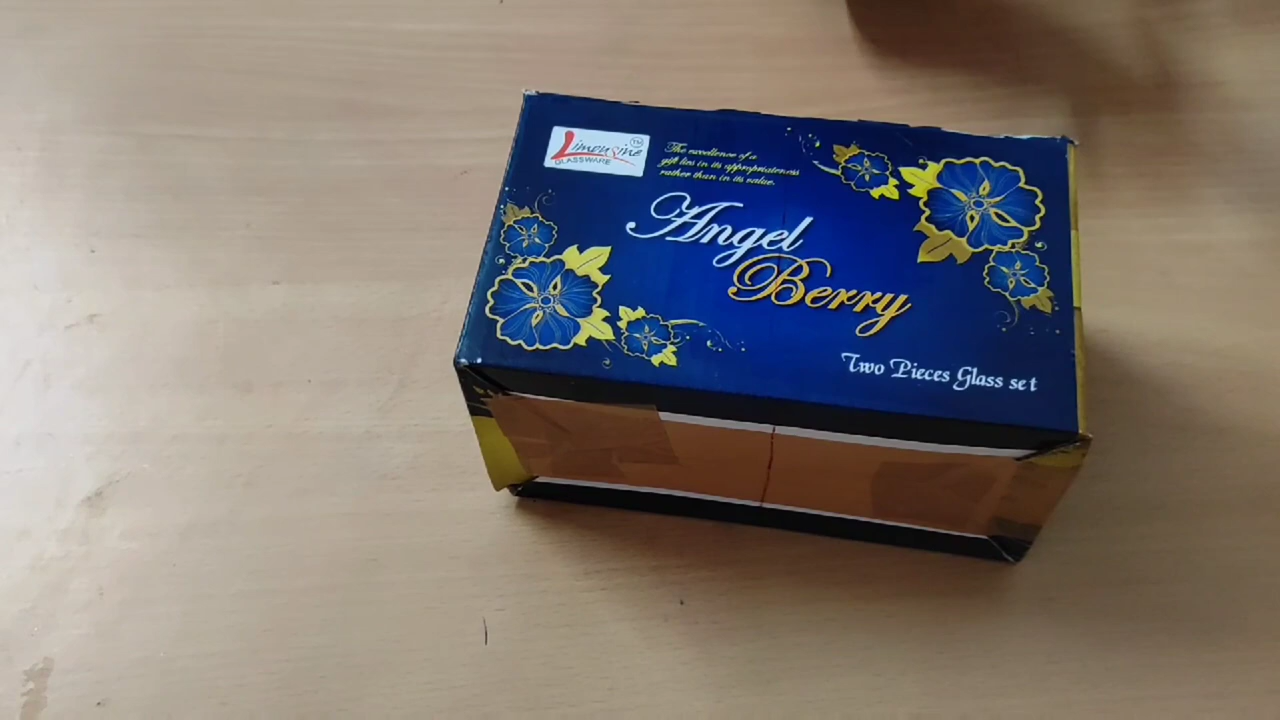 Limousine TM
GLASSWARE
The excellence of a
gift lies in its appropriateness
rather than in its value.
Angel
Berry
Two Pieces Glass set